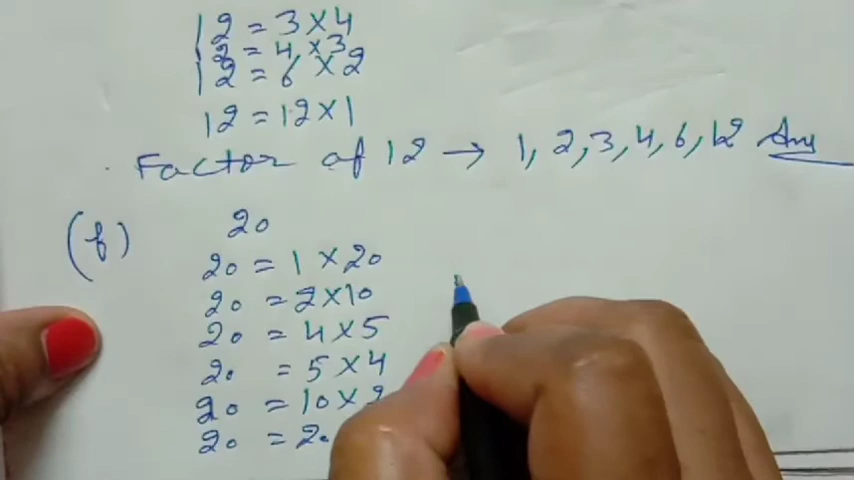 12 = 3 × 4
12 = 4 × 3
12 = 6 × 2
12 = 12 × 1
Factor of 12 → 1, 2, 3, 4, 6, 12 Ans
(f) 20
20 = 1 × 20
20 = 2 × 10
20 = 4 × 5
20 = 5 × 4
20 = 10 × 2
20 = 20